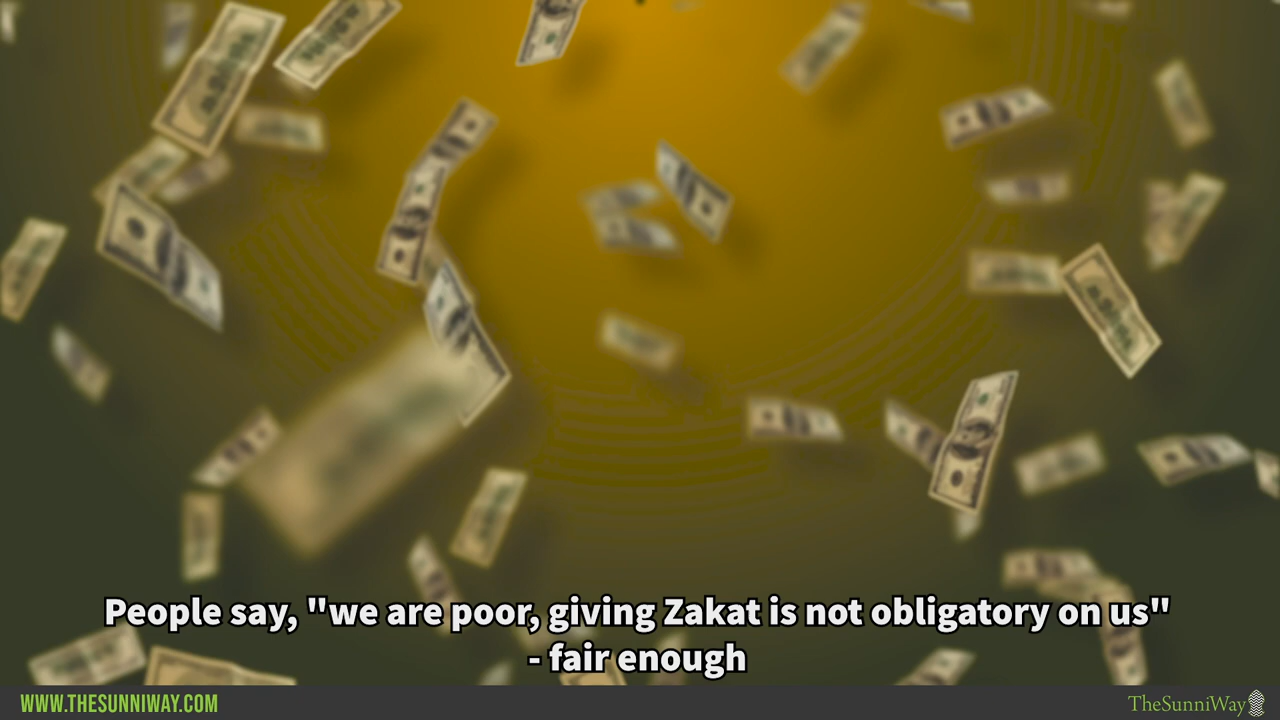 People say, "we are poor, giving Zakat is not obligatory on us"
- fair enough
WWW.THESUNNIWAY.COM
TheSunniWay